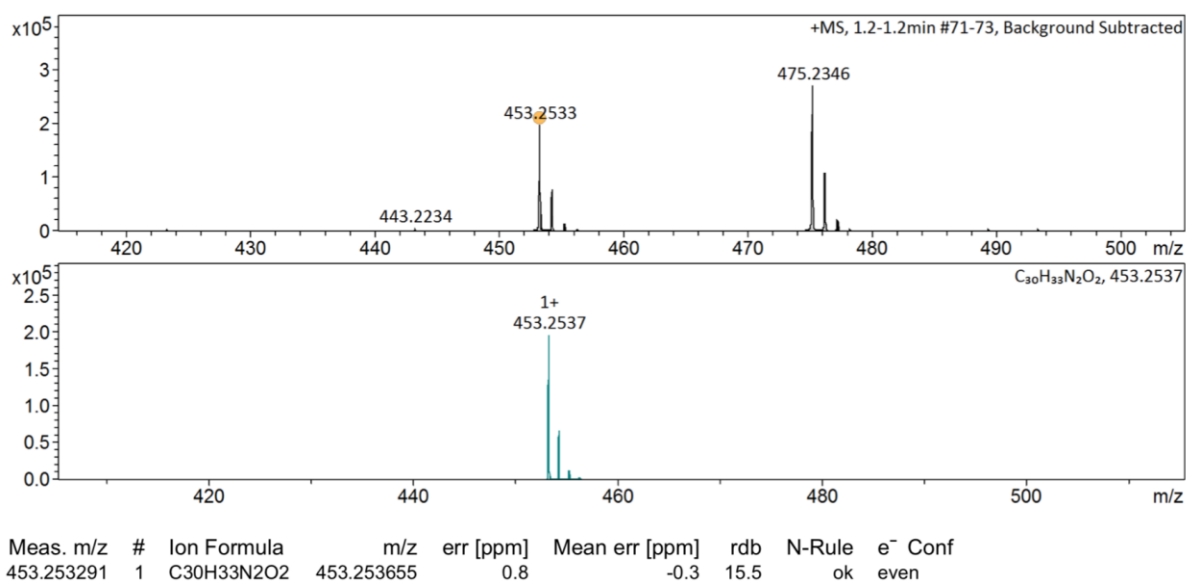 x10⁵
+MS, 1.2-1.2min #71-73, Background Subtracted
3
475.2346
453.2533
2
1
443.2234
0
420 430 440 450 460 470 480 490 500 m/z
x10⁵
C₃₀H₃₃N₂O₂, 453.2537
2.5
1+
453.2537
2.0
1.5
1.0
0.5
0.0
420 440 460 480 500 m/z
Meas. m/z # Ion Formula m/z err [ppm] Mean err [ppm] rdb N-Rule e⁻ Conf
453.253291 1 C30H33N2O2 453.253655 0.8 -0.3 15.5 ok even